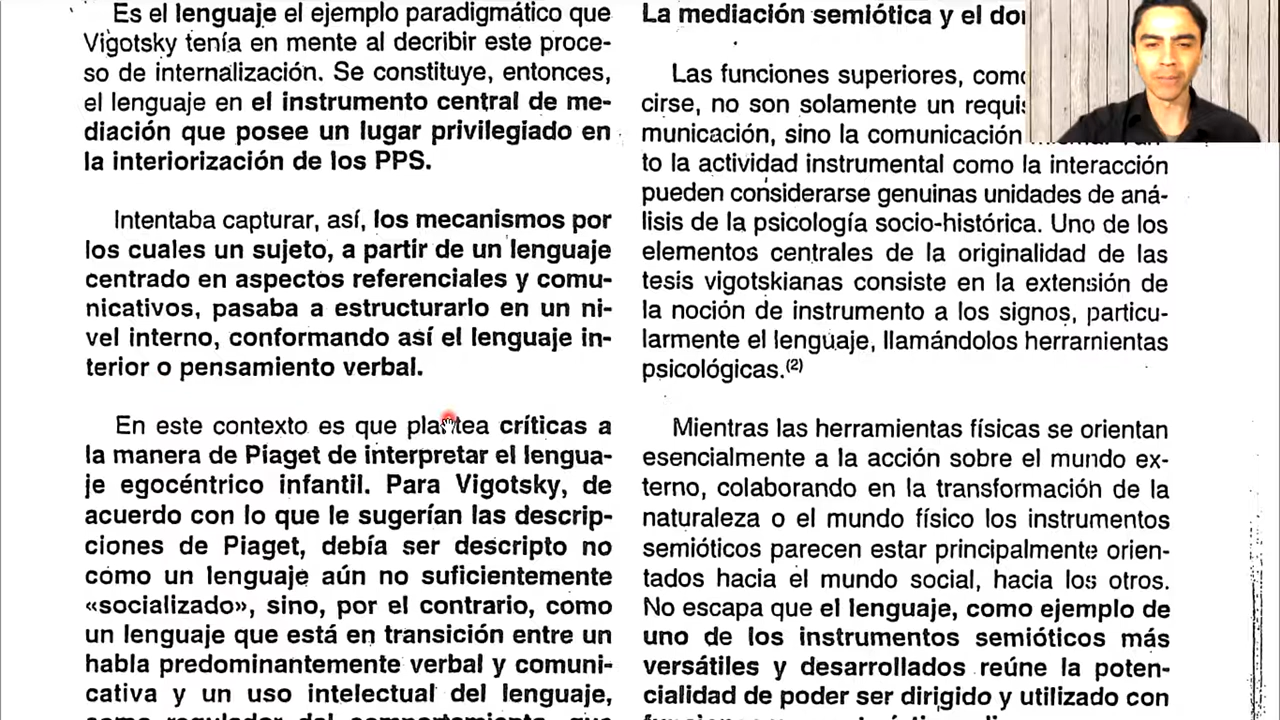 Es el lenguaje el ejemplo paradigmático que
Vigotsky tenía en mente al decribir este proce-
so de internalización. Se constituye, entonces,
el lenguaje en el instrumento central de me-
diación que posee un lugar privilegiado en
la interiorización de los PPS.
Intentaba capturar, así, los mecanismos por
los cuales un sujeto, a partir de un lenguaje
centrado en aspectos referenciales y comu-
nicativos, pasaba a estructurarlo en un ni-
vel interno, conformando así el lenguaje in-
terior o pensamiento verbal.
En este contexto es que plantea críticas a
la manera de Piaget de interpretar el lengua-
je egocéntrico infantil. Para Vigotsky, de
acuerdo con lo que le sugerían las descrip-
ciones de Piaget, debía ser descripto no
como un lenguaje aún no suficientemente
«socializado», sino, por el contrario, como
un lenguaje que está en transición entre un
habla predominantemente verbal y comuni-
cativa y un uso intelectual del lenguaje,
La mediación semiótica y el
Las funciones superiores,
cirse, no son solamente un
municación, sino la comunicación
to la actividad instrumental como la interacción
pueden considerarse genuinas unidades de aná-
lisis de la psicología socio-histórica. Uno de los
elementos centrales de la originalidad de las
tesis vigotskianas consiste en la extensión de
la noción de instrumento a los signos, particu-
larmente el lenguaje, llamándolos herramientas
psicológicas.(2)
Mientras las herramientas físicas se orientan
esencialmente a la acción sobre el mundo ex-
terno, colaborando en la transformación de la
naturaleza o el mundo físico los instrumentos
semióticos parecen estar principalmente orien-
tados hacia el mundo social, hacia los otros.
No escapa que el lenguaje, como ejemplo de
uno de los instrumentos semióticos más
versátiles y desarrollados reúne la poten-
cialidad de poder ser dirigido y utilizado con